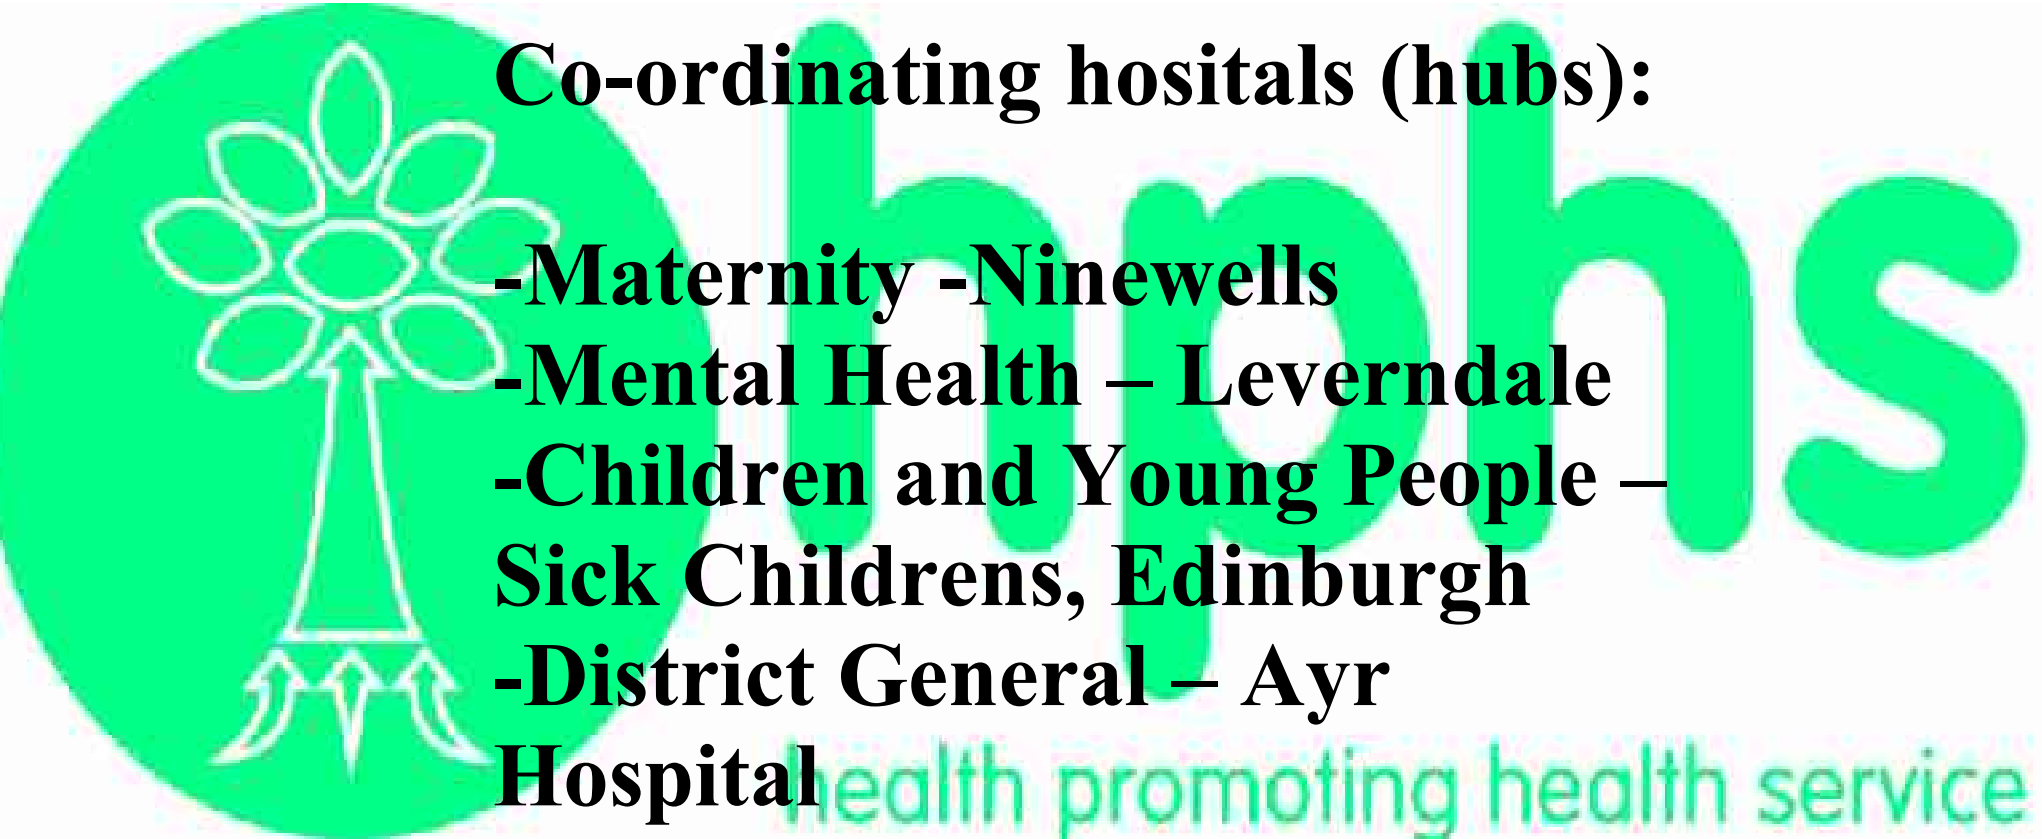 Co-ordinating hositals (hubs):
-Maternity -Ninewells
-Mental Health – Leverndale
-Children and Young People –
Sick Childrens, Edinburgh
-District General – Ayr
Hospital
hphs
health promoting health service